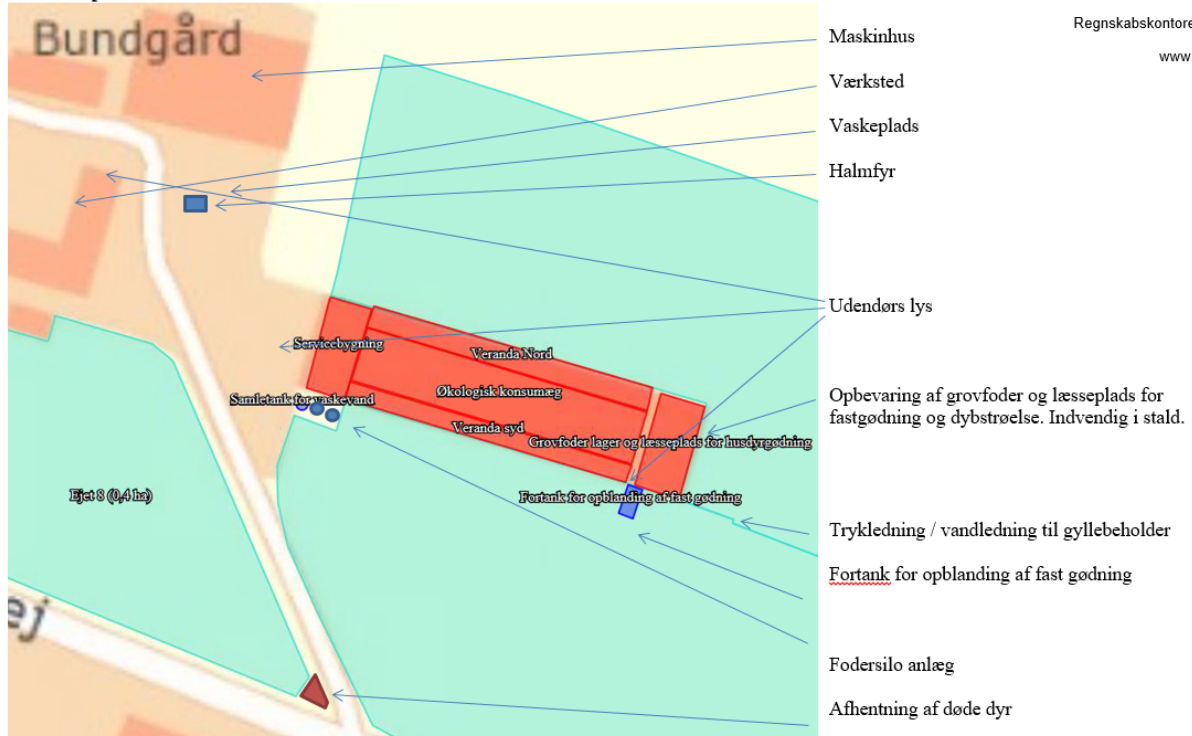 Bundgård
Regnskabskontore
www
Maskinhus
Værksted
Vaskeplads
Halmfyr
Udendørs lys
Servicebygning
Veranda Nord
Økologisk konsumæg
Samletank for vaskevand
Veranda syd
Grovfoder lager og læsseplads for husdyrgødning
Opbevaring af grovfoder og læsseplads for
fastgødning og dybstrøelse. Indvendig i stald.
Ejet 8 (0,4 ha)
Fortank for opblanding af fast gødning
Trykledning / vandledning til gyllebeholder
Fortank for opblanding af fast gødning
ej
Fodersilo anlæg
Afhentning af døde dyr